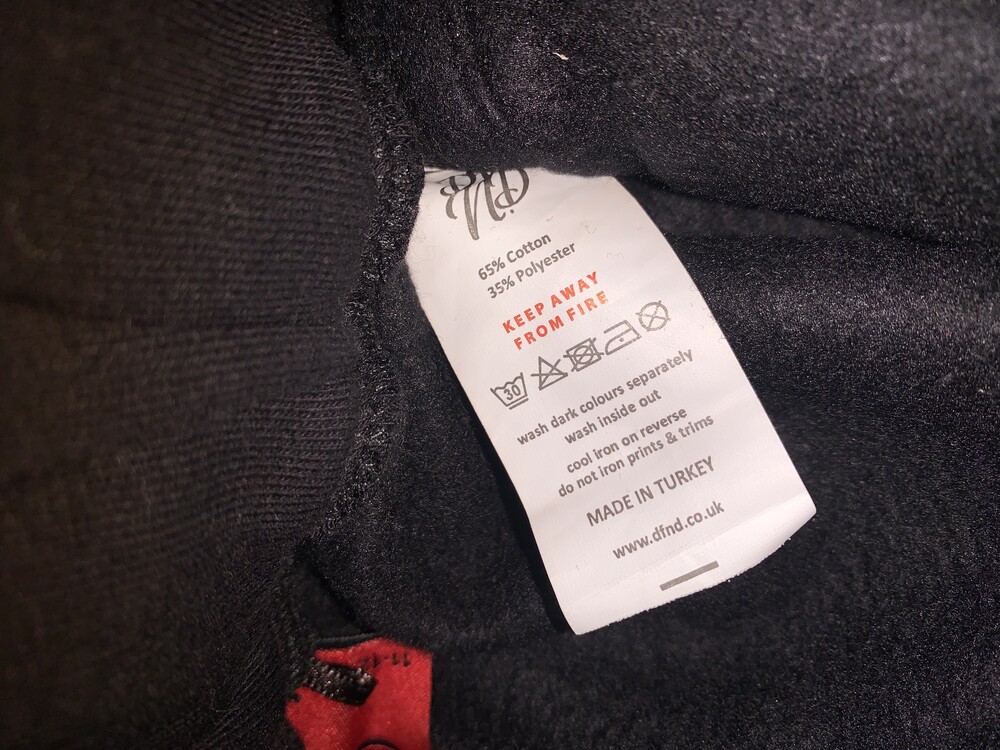 65% Cotton
35% Polyester
KEEP AWAY
FROM FIRE
30
wash dark colours separately
wash inside out
cool iron on reverse
do not iron prints & trims
MADE IN TURKEY
www.dfnd.co.uk